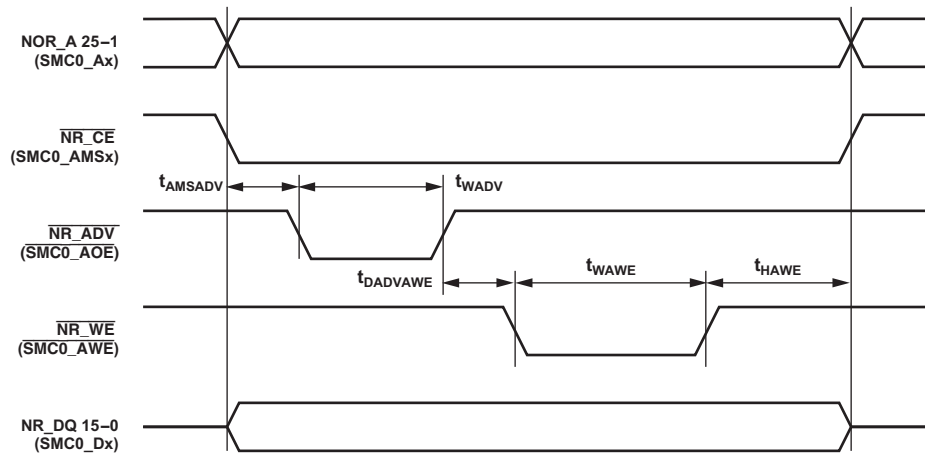 NOR_A 25–1
(SMC0_Ax)
NR_CE
(SMC0_AMSx)
tAMSADV
tWADV
NR_ADV
(SMC0_AOE)
tDADVAWE
tWAWE
tHAWE
NR_WE
(SMC0_AWE)
NR_DQ 15–0
(SMC0_Dx)